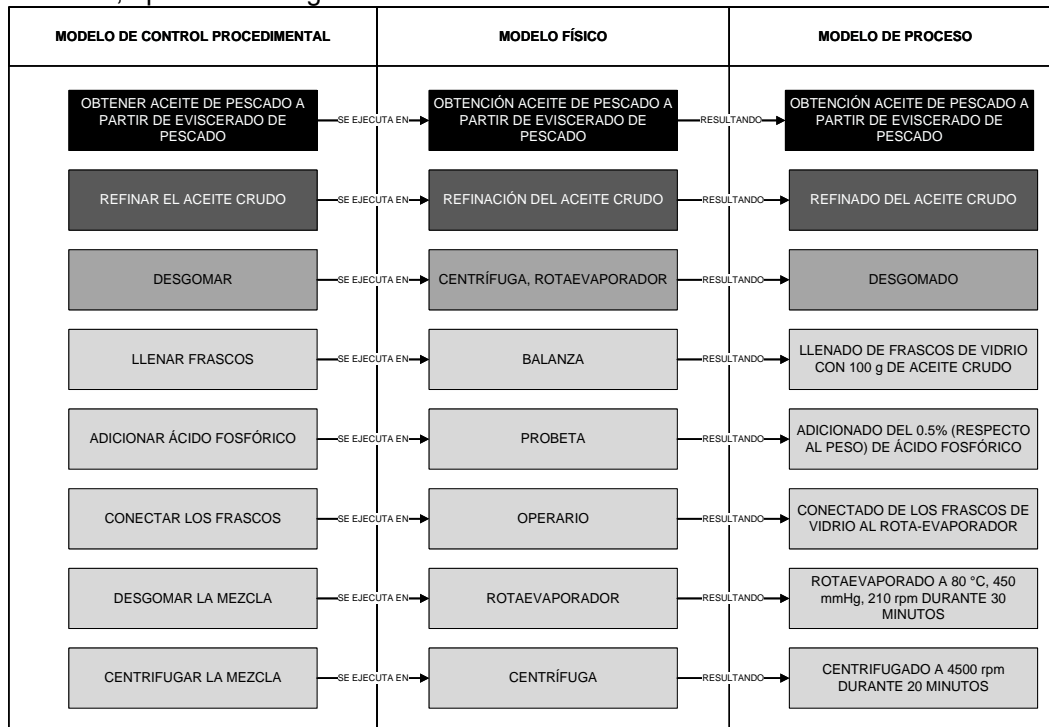 MODELO DE CONTROL PROCEDIMENTAL
MODELO FÍSICO
MODELO DE PROCESO
OBTENER ACEITE DE PESCADO A
PARTIR DE EVISCERADO DE
PESCADO
SE EJECUTA EN
OBTENCIÓN ACEITE DE PESCADO A
PARTIR DE EVISCERADO DE
PESCADO
RESULTANDO
OBTENCIÓN ACEITE DE PESCADO A
PARTIR DE EVISCERADO DE
PESCADO
REFINAR EL ACEITE CRUDO
SE EJECUTA EN
REFINACIÓN DEL ACEITE CRUDO
RESULTANDO
REFINADO DEL ACEITE CRUDO
DESGOMAR
SE EJECUTA EN
CENTRÍFUGA, ROTAEVAPORADOR
RESULTANDO
DESGOMADO
LLENAR FRASCOS
SE EJECUTA EN
BALANZA
RESULTANDO
LLENADO DE FRASCOS DE VIDRIO
CON 100 g DE ACEITE CRUDO
ADICIONAR ÁCIDO FOSFÓRICO
SE EJECUTA EN
PROBETA
RESULTANDO
ADICIONADO DEL 0.5% (RESPECTO
AL PESO) DE ÁCIDO FOSFÓRICO
CONECTAR LOS FRASCOS
SE EJECUTA EN
OPERARIO
RESULTANDO
CONECTADO DE LOS FRASCOS DE
VIDRIO AL ROTA-EVAPORADOR
DESGOMAR LA MEZCLA
SE EJECUTA EN
ROTAEVAPORADOR
RESULTANDO
ROTAEVAPORADO A 80 °C, 450
mmHg, 210 rpm DURANTE 30
MINUTOS
CENTRIFUGAR LA MEZCLA
SE EJECUTA EN
CENTRÍFUGA
RESULTANDO
CENTRIFUGADO A 4500 rpm
DURANTE 20 MINUTOS